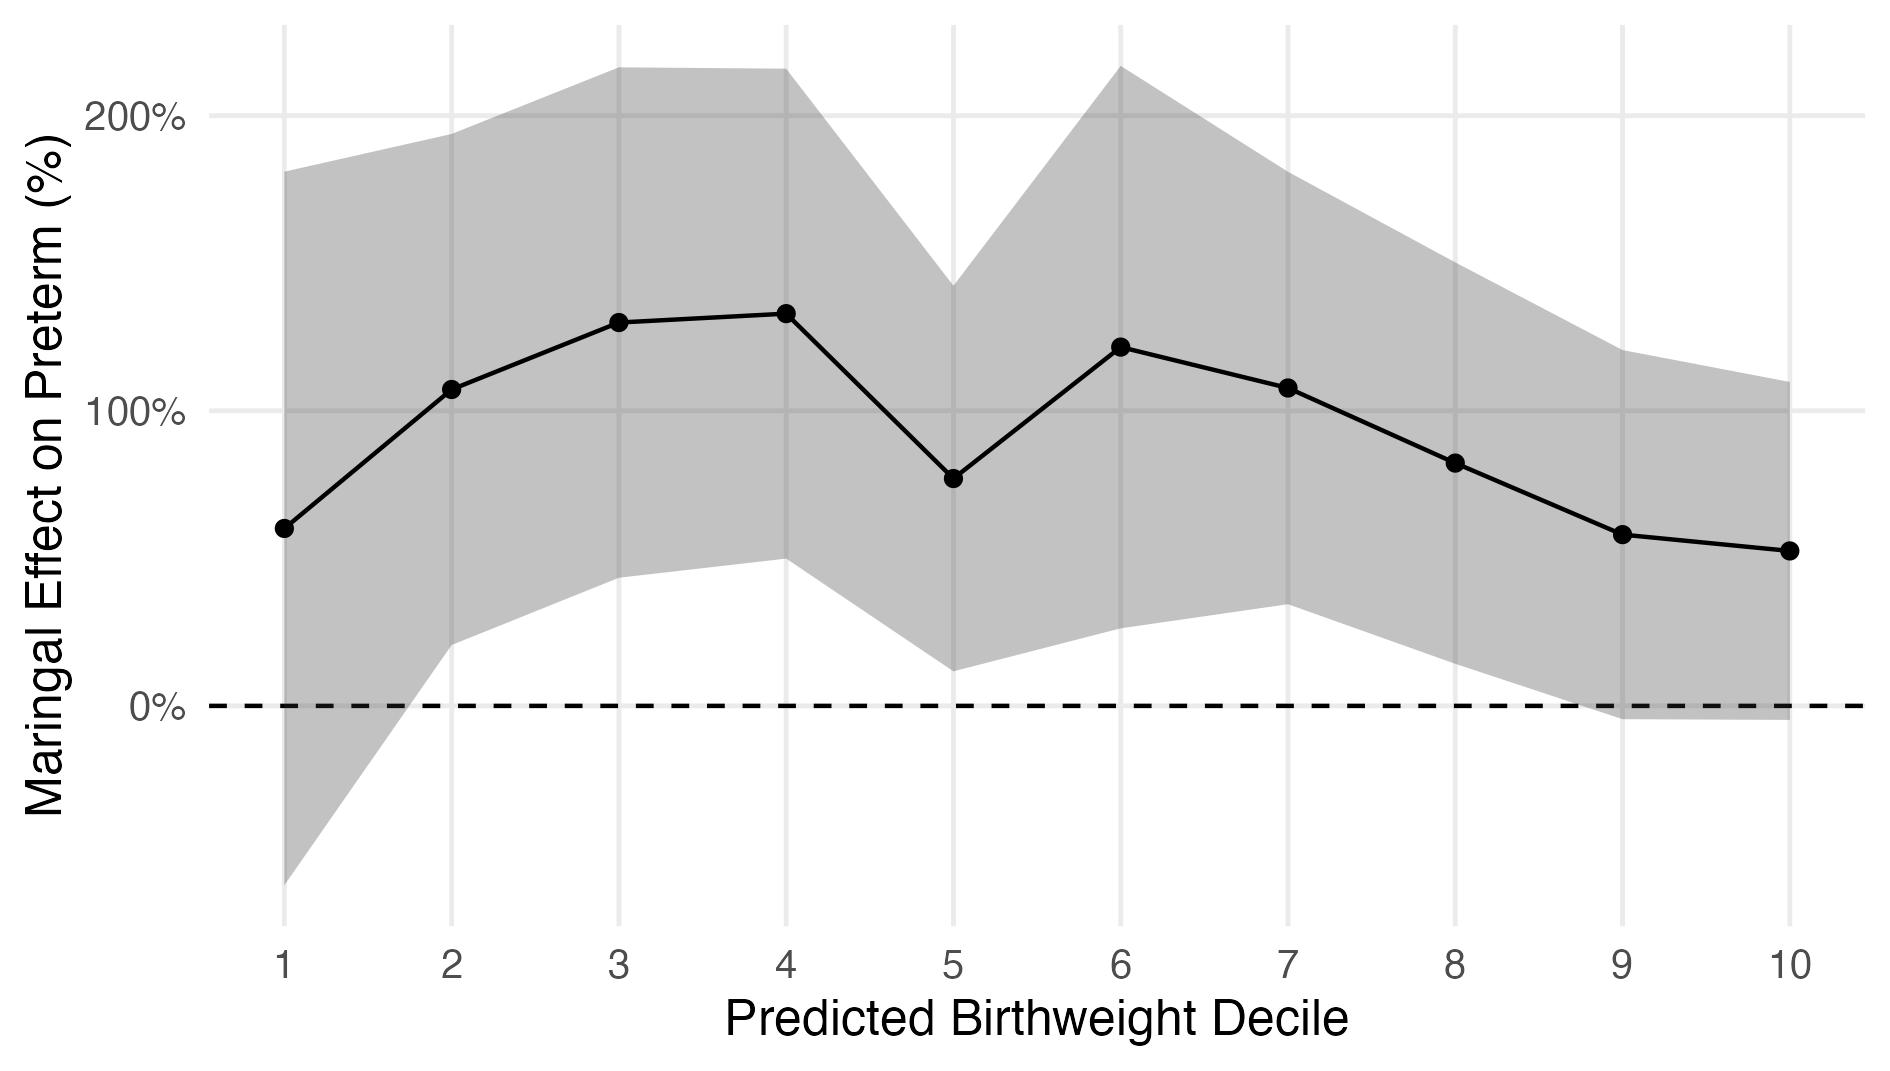 Maringal Effect on Preterm (%)
200%
100%
0%
1 2 3 4 5 6 7 8 9 10
Predicted Birthweight Decile